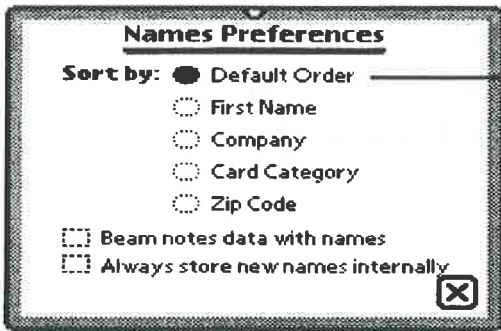 Names Preferences
Sort by: Default Order
First Name
Company
Card Category
Zip Code
Beam notes data with names
Always store new names internally